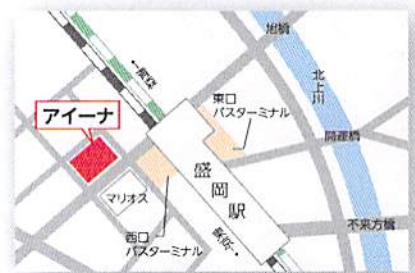 旭橋
北上川
←青森
東口
バスターミナル
アイーナ
開運橋
盛岡駅
マリオス
不来方橋
西口
バスターミナル
東京→